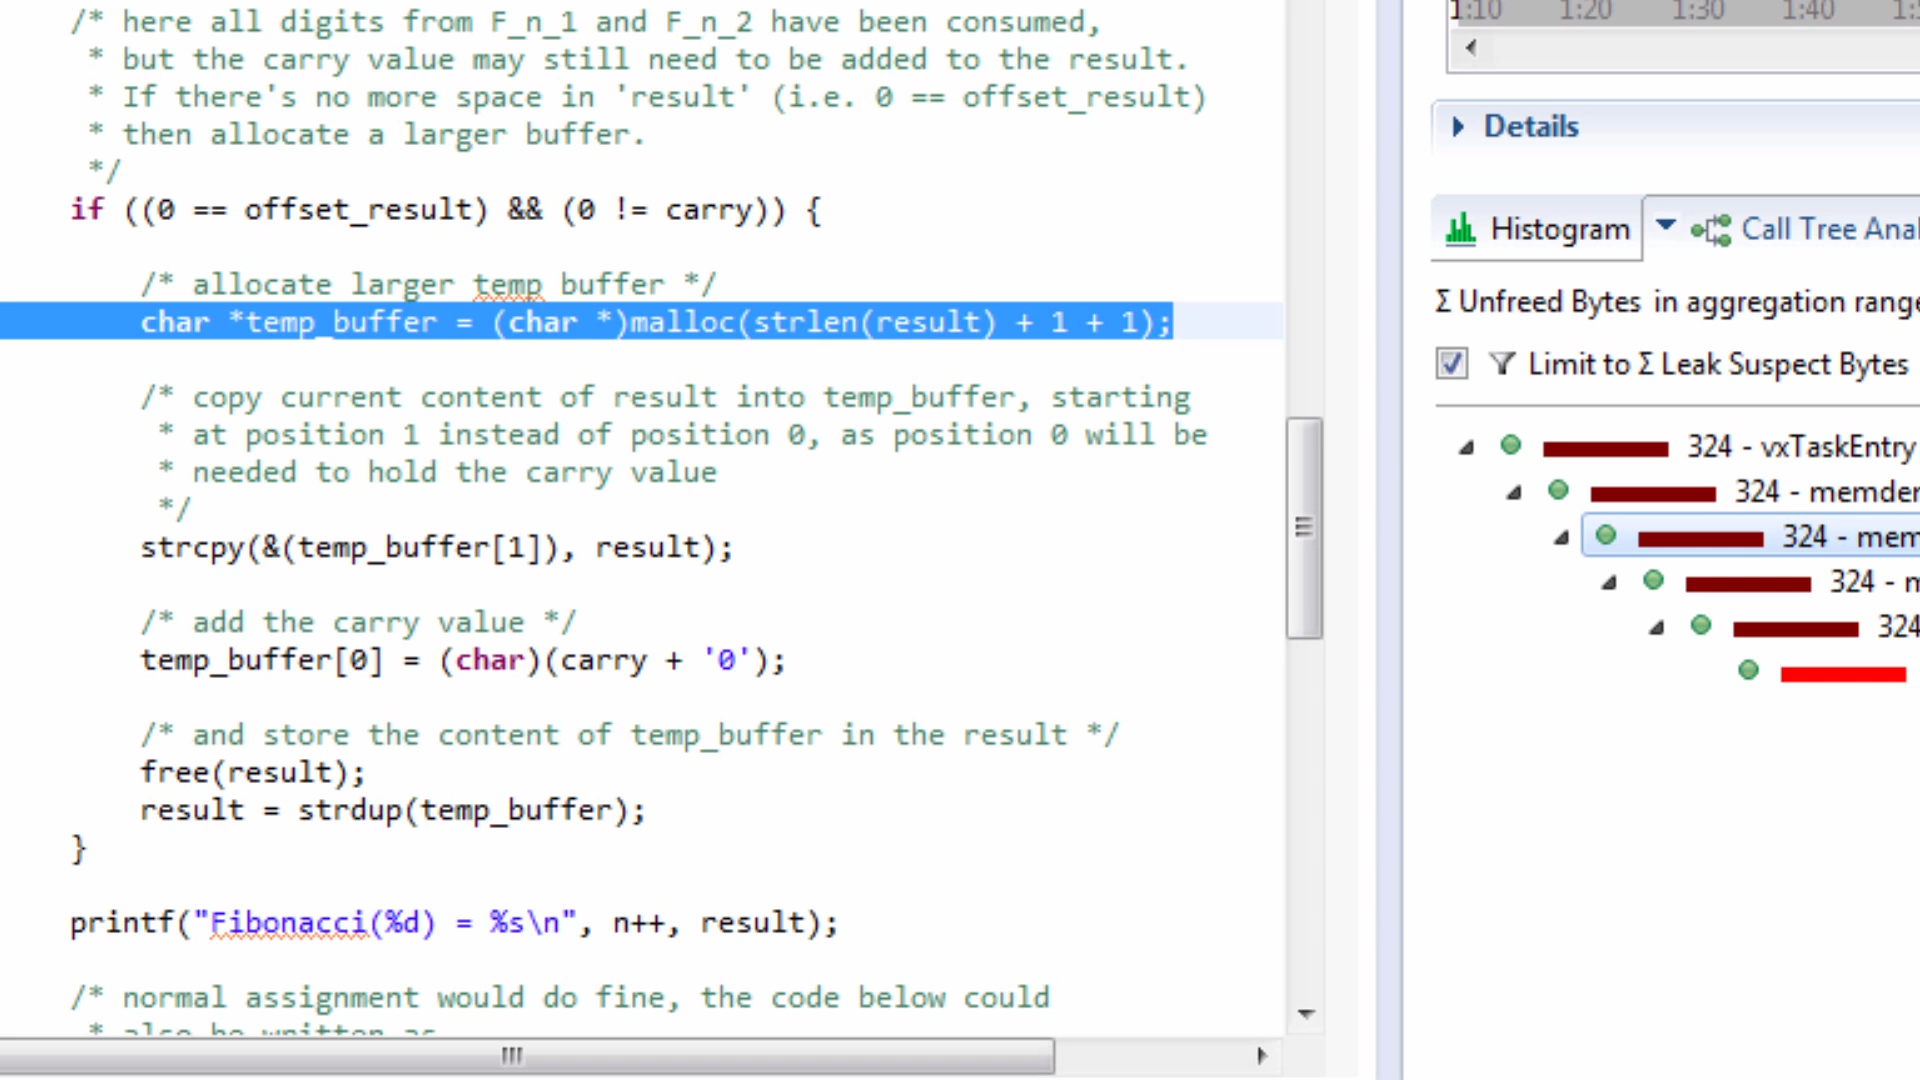 /* here all digits from F_n_1 and F_n_2 have been consumed,
* but the carry value may still need to be added to the result.
* If there's no more space in 'result' (i.e. 0 == offset_result)
* then allocate a larger buffer.
*/
if ((0 == offset_result) && (0 != carry)) {
/* allocate larger temp buffer */
char *temp_buffer = (char *)malloc(strlen(result) + 1 + 1);
/* copy current content of result into temp_buffer, starting
* at position 1 instead of position 0, as position 0 will be
* needed to hold the carry value
*/
strcpy(&(temp_buffer[1]), result);
/* add the carry value */
temp_buffer[0] = (char)(carry + '0');
/* and store the content of temp_buffer in the result */
free(result);
result = strdup(temp_buffer);
}
printf("Fibonacci(%d) = %s\n", n++, result);
/* normal assignment would do fine, the code below could
* also be written as
1:10 1:20 1:30 1:40
Details
Histogram
Call Tree Anal
Σ Unfreed Bytes in aggregation range
Limit to Σ Leak Suspect Bytes
324 - vxTaskEntry
324 - memder
324 - mem
324 - m
324